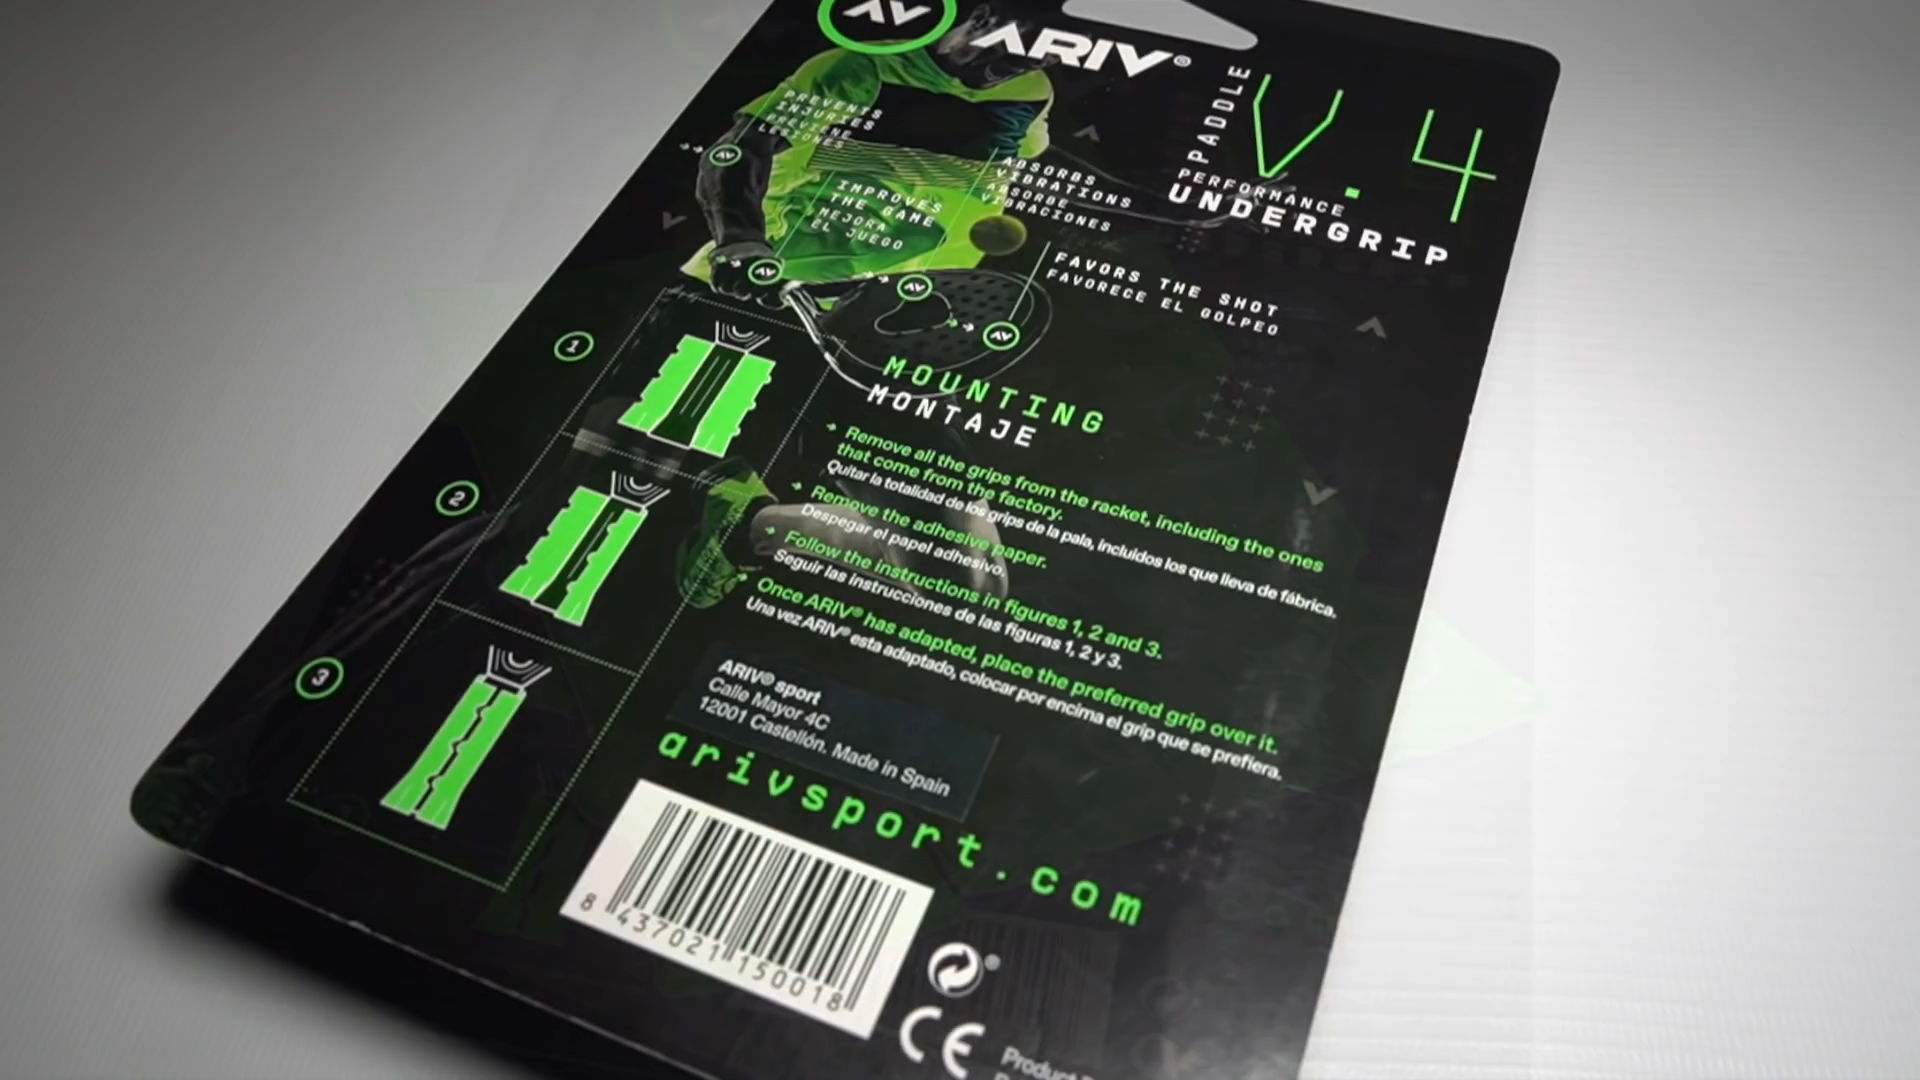 ARIV®
PADDLE
V.4
PERFORMANCE
UNDERGRIP
PREVENTS
INJURIES
PREVIENE
LESIONES
IMPROVES
THE GAME
MEJORA
EL JUEGO
ABSORBS
VIBRATIONS
ABSORBE
VIBRACIONES
FAVORS THE SHOT
FAVORECE EL GOLPEO
1
2
3
MOUNTING
MONTAJE
Remove all the grips from the racket, including the ones
that come from the factory.
Quitar la totalidad de los grips de la pala, incluidos los que lleva de fábrica.
Remove the adhesive paper.
Despegar el papel adhesivo.
Follow the instructions in figures 1, 2 and 3.
Seguir las instrucciones de las figuras 1, 2 y 3.
Once ARIV® has adapted, place the preferred grip over it.
Una vez ARIV® esta adaptado, colocar por encima el grip que se prefiera.
ARIV® sport
Calle Mayor 4C
12001 Castellón. Made in Spain
arivsport.com
8 437021 150018
CE
Product